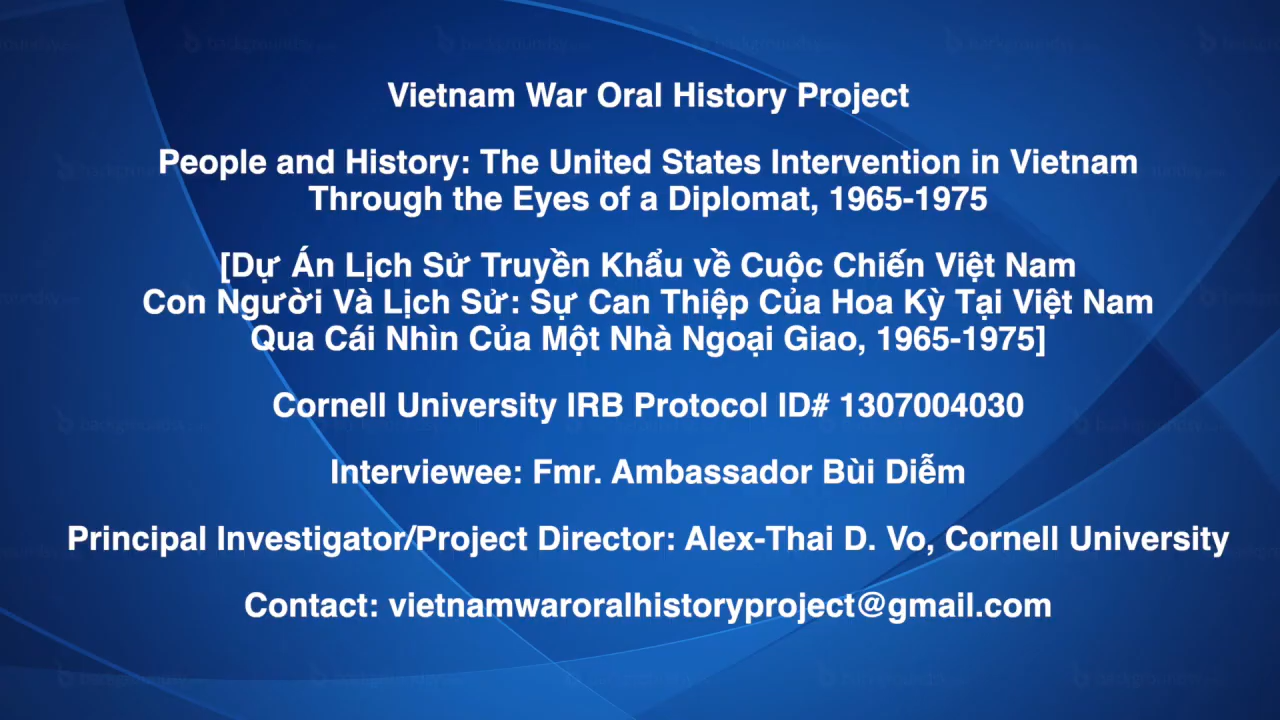 Vietnam War Oral History Project
People and History: The United States Intervention in Vietnam
Through the Eyes of a Diplomat, 1965-1975
[Dự Án Lịch Sử Truyền Khẩu về Cuộc Chiến Việt Nam
Con Người Và Lịch Sử: Sự Can Thiệp Của Hoa Kỳ Tại Việt Nam
Qua Cái Nhìn Của Một Nhà Ngoại Giao, 1965-1975]
Cornell University IRB Protocol ID# 1307004030
Interviewee: Fmr. Ambassador Bùi Diễm
Principal Investigator/Project Director: Alex-Thai D. Vo, Cornell University
Contact: vietnamwaroralhistoryproject@gmail.com